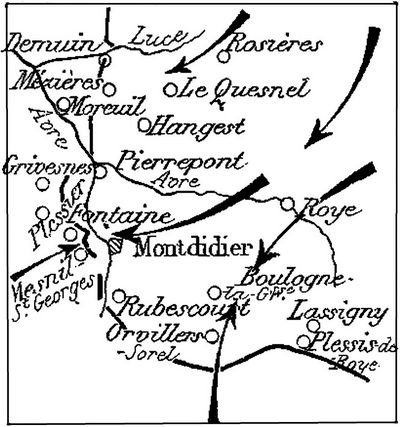 Demuin
Luce
Rosières
Mézières
Le Quesnel
Moreuil
Avre
Hangest
Grivesnes
Pierrepont
Avre
Plessier
Fontaine
Roye
Montdidier
Mesnil-
St Georges
Boulogne-
-la-Gsse
Rubescourt
Lassigny
Orvillers
-Sorel
Plessis-de-
Roye